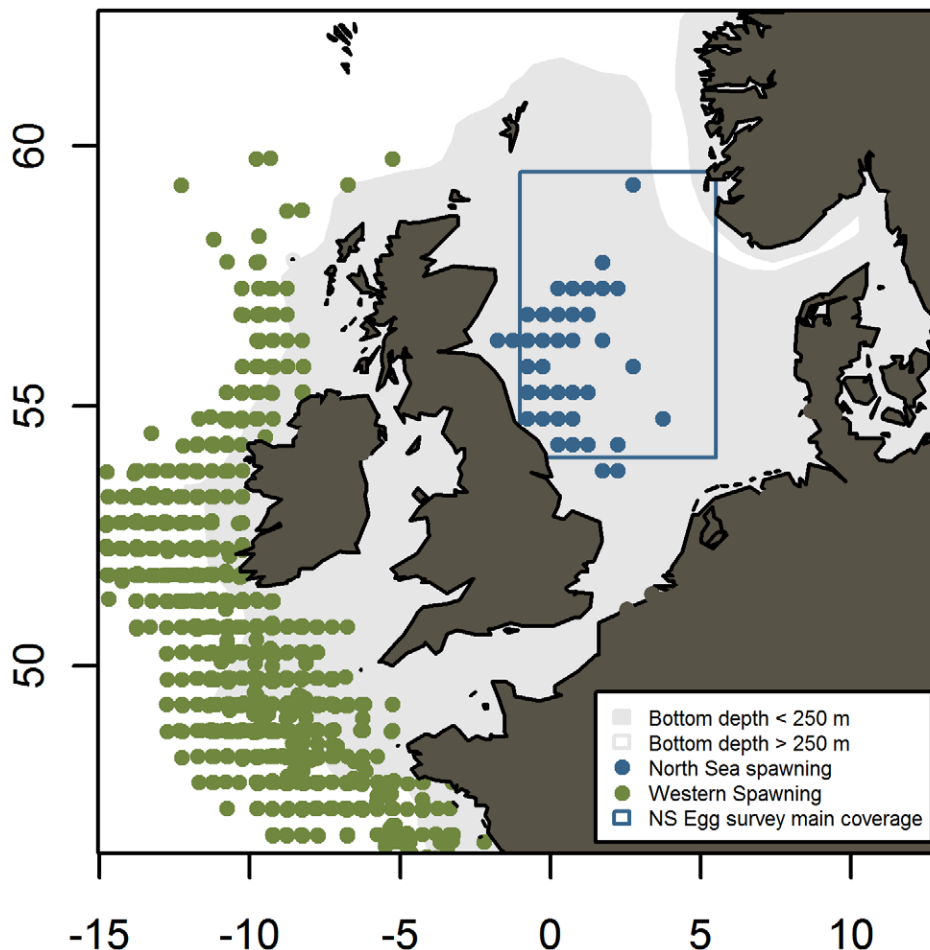 60
55
50
Bottom depth < 250 m
Bottom depth > 250 m
North Sea spawning
Western Spawning
NS Egg survey main coverage
-15 -10 -5 0 5 10